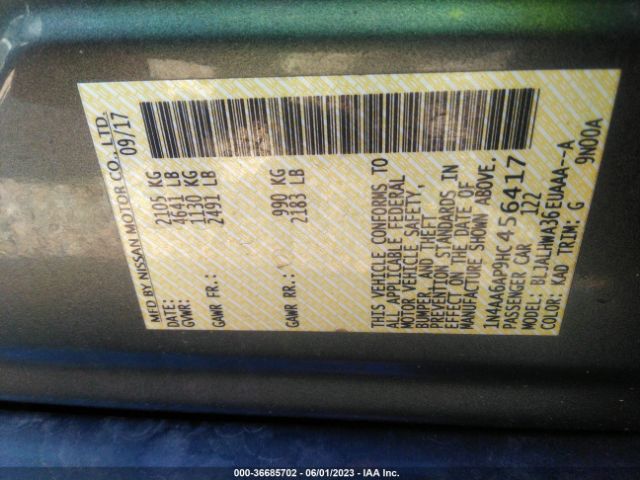 MFD BY NISSAN MOTOR CO., LTD.
DATE: 09/17
GVWR: 2105 KG
4641 LB
GAWR FR.: 1130 KG
2491 LB
GAWR RR.: 990 KG
2183 LB
THIS VEHICLE CONFORMS TO
ALL APPLICABLE FEDERAL
MOTOR VEHICLE SAFETY,
BUMPER, AND THEFT
PREVENTION STANDARDS IN
EFFECT ON THE DATE OF
MANUFACTURE SHOWN ABOVE.
1N4AA6AP9HC456417
PASSENGER CAR 122
MODEL: BLJALHWA36EUAAA--A
COLOR: KAD TRIM: G 9N00A
000-36685702 - 06/01/2023 - IAA Inc.